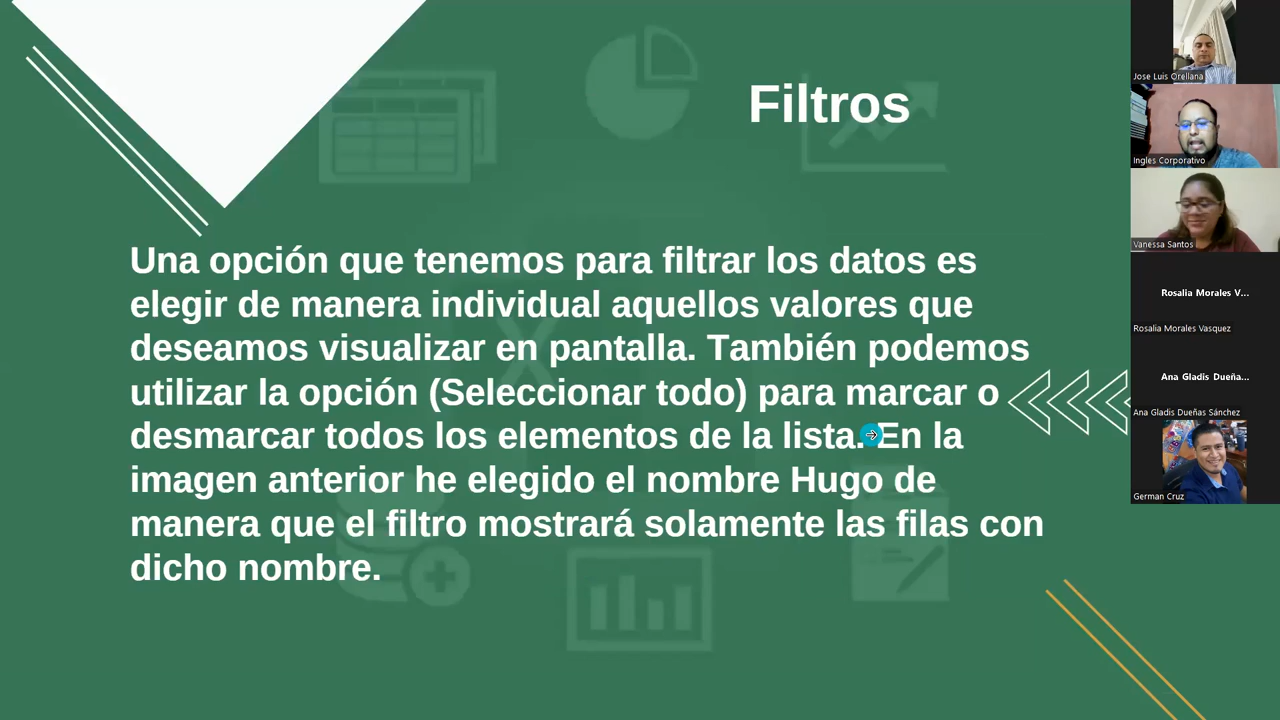 Filtros
Una opción que tenemos para filtrar los datos es
elegir de manera individual aquellos valores que
deseamos visualizar en pantalla. También podemos
utilizar la opción (Seleccionar todo) para marcar o
desmarcar todos los elementos de la lista. En la
imagen anterior he elegido el nombre Hugo de
manera que el filtro mostrará solamente las filas con
dicho nombre.
Jose Luis Orellana
Ingles Corporativo
Vanessa Santos
Rosalia Morales V...
Rosalia Morales Vasquez
Ana Gladis Dueña...
Ana Gladis Dueñas Sánchez
German Cruz